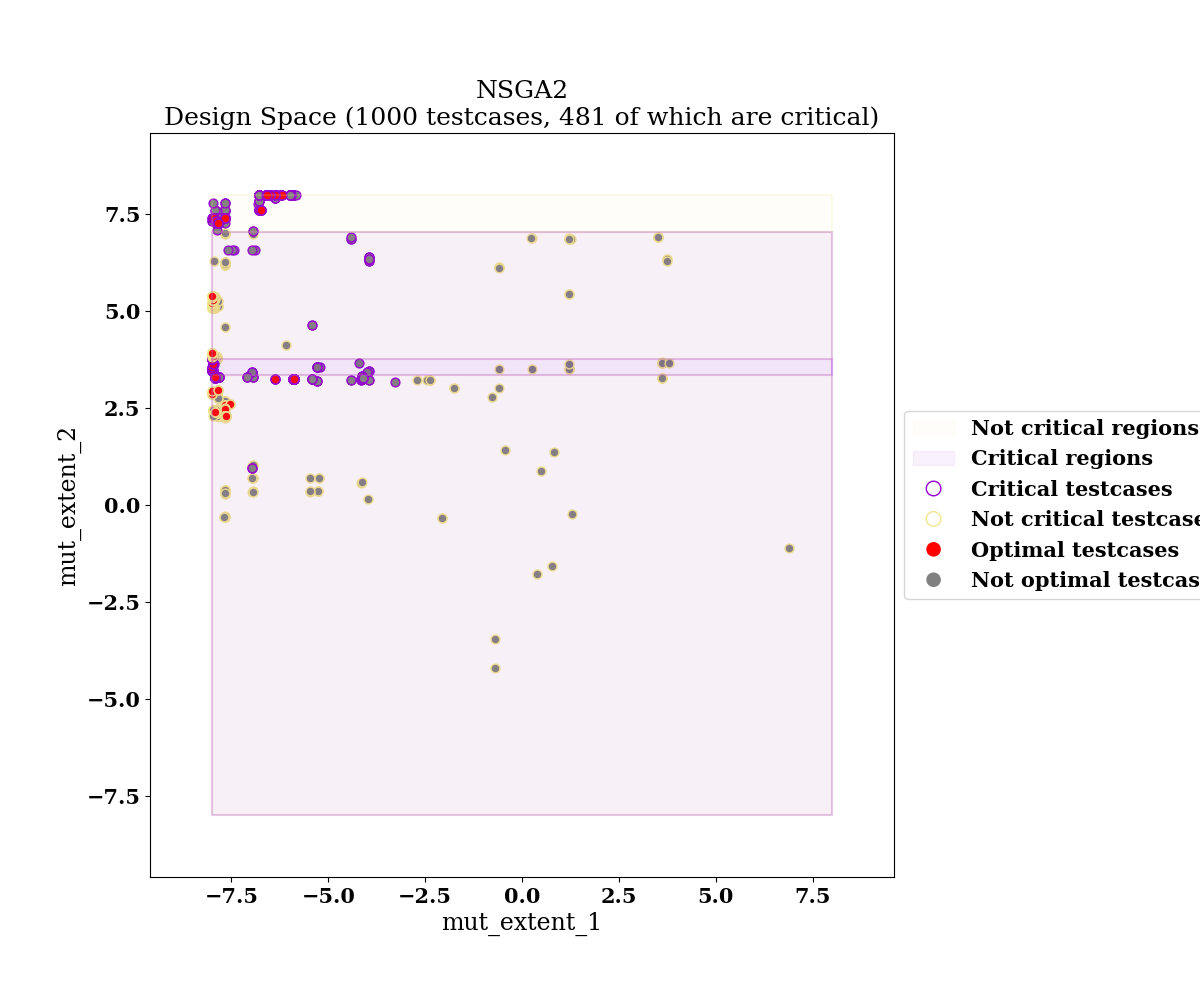 NSGA2
Design Space (1000 testcases, 481 of which are critical)
7.5
5.0
2.5
0.0
−2.5
−5.0
−7.5
mut_extent_2
−7.5 −5.0 −2.5 0.0 2.5 5.0 7.5
mut_extent_1
Not critical regions
Critical regions
Critical testcases
Not critical testcase
Optimal testcases
Not optimal testcas